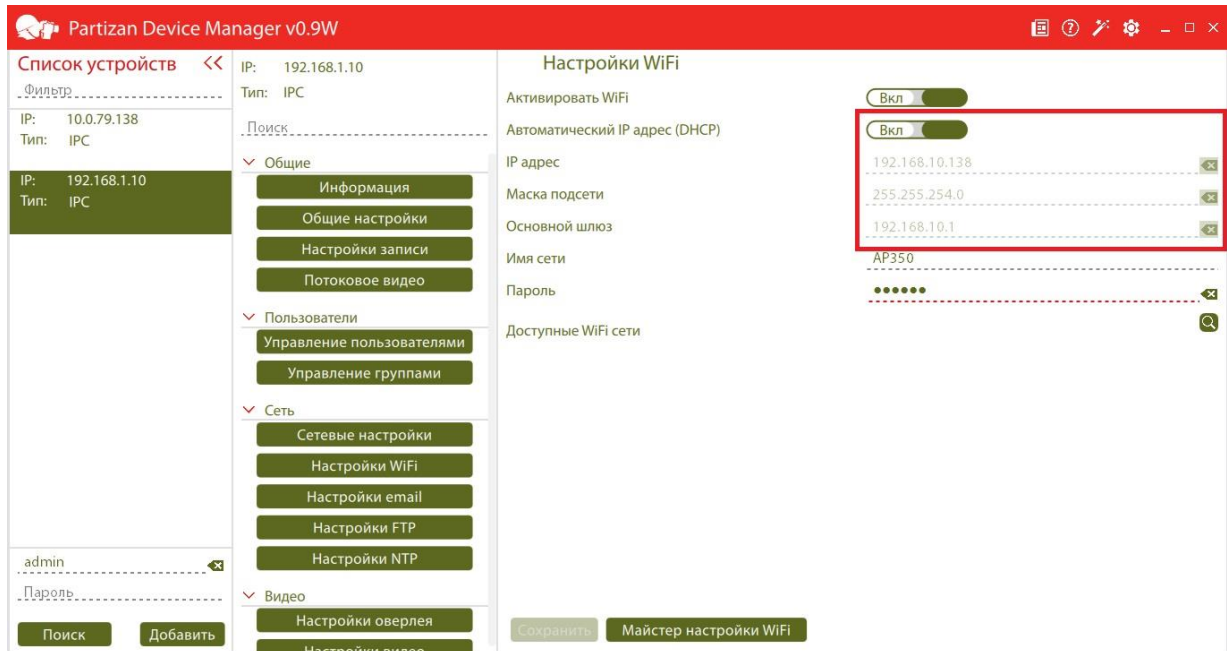 Partizan Device Manager v0.9W
Список устройств <<
Фильтр
IP: 10.0.79.138
Тип: IPC
IP: 192.168.1.10
Тип: IPC
admin
Пароль
Поиск Добавить
IP: 192.168.1.10
Тип: IPC
Поиск
Общие
Информация
Общие настройки
Настройки записи
Потоковое видео
Пользователи
Управление пользователями
Управление группами
Сеть
Сетевые настройки
Настройки WiFi
Настройки email
Настройки FTP
Настройки NTP
Видео
Настройки оверлея
Настройки видео
Настройки WiFi
Активировать WiFi Вкл
Автоматический IP адрес (DHCP) Вкл
IP адрес 192.168.10.138
Маска подсети 255.255.254.0
Основной шлюз 192.168.10.1
Имя сети AP350
Пароль ●●●●●●
Доступные WiFi сети
Сохранить Майстер настройки WiFi